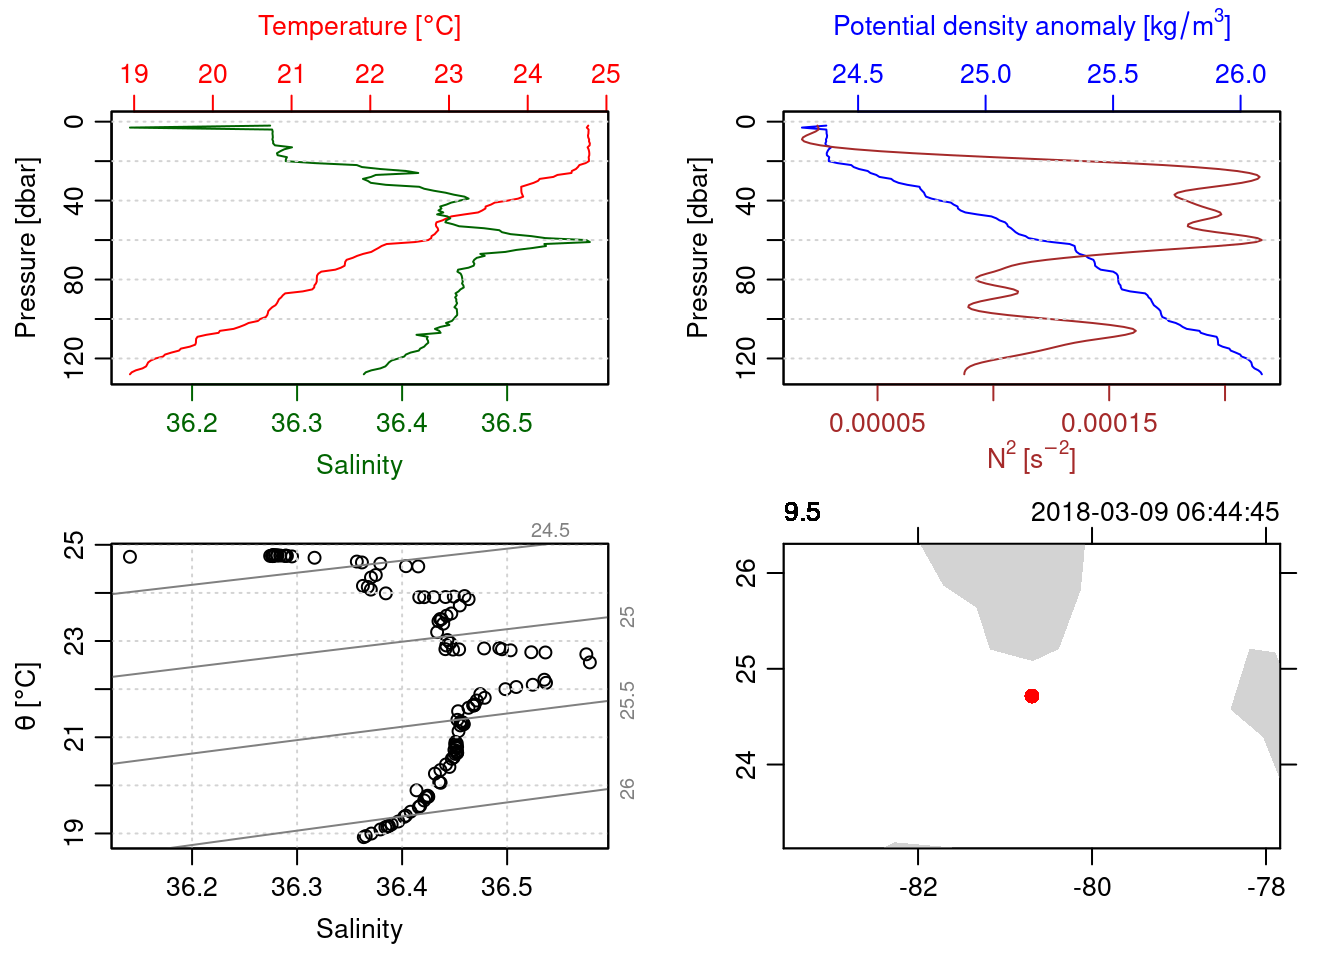 Temperature [°C]
19 20 21 22 23 24 25
Pressure [dbar]
0 40 80 120
36.2 36.3 36.4 36.5
Salinity
Potential density anomaly [kg/m³]
24.5 25.0 25.5 26.0
Pressure [dbar]
0 40 80 120
0.00005 0.00015
N² [s⁻²]
24.5
25
25.5
26
θ [°C]
25 23 21 19
36.2 36.3 36.4 36.5
Salinity
9.5 2018-03-09 06:44:45
26 25 24
-82 -80 -78